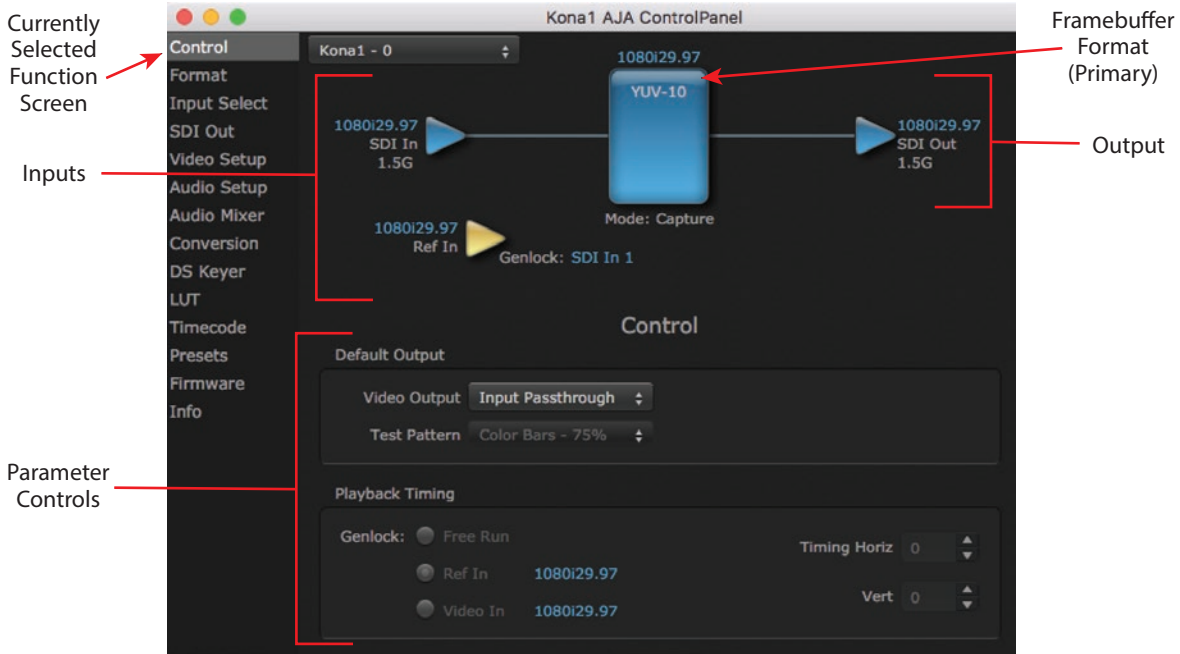 Currently
Selected
Function
Screen
Inputs
Parameter
Controls
Kona1 AJA ControlPanel
Control
Format
Input Select
SDI Out
Video Setup
Audio Setup
Audio Mixer
Conversion
DS Keyer
LUT
Timecode
Presets
Firmware
Info
Kona1 - 0
1080i29.97
YUV-10
1080i29.97
SDI In
1.5G
1080i29.97
SDI Out
1.5G
Mode: Capture
1080i29.97
Ref In
Genlock: SDI In 1
Control
Default Output
Video Output Input Passthrough
Test Pattern Color Bars - 75%
Playback Timing
Genlock: Free Run
Ref In 1080i29.97
Video In 1080i29.97
Timing Horiz 0
Vert 0
Framebuffer
Format
(Primary)
Output